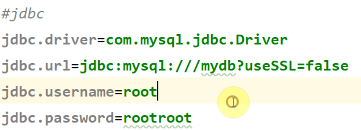 #jdbc
jdbc.driver=com.mysql.jdbc.Driver
jdbc.url=jdbc:mysql:///mydb?useSSL=false
jdbc.username=root
jdbc.password=rootroot